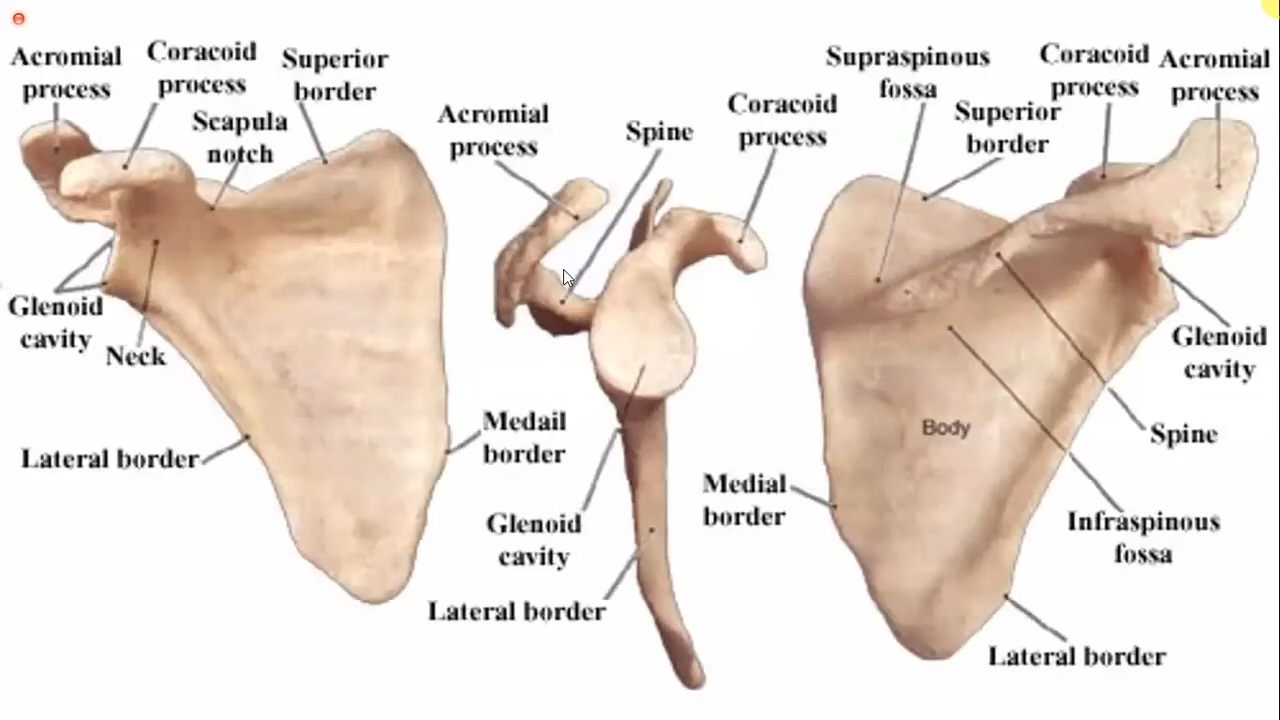 Acromial
process
Coracoid
process
Superior
border
Scapula
notch
Glenoid
cavity
Neck
Lateral border
Medail
border
Acromial
process
Spine
Coracoid
process
Glenoid
cavity
Lateral border
Supraspinous
fossa
Superior
border
Coracoid
process
Acromial
process
Glenoid
cavity
Spine
Body
Medial
border
Infraspinous
fossa
Lateral border